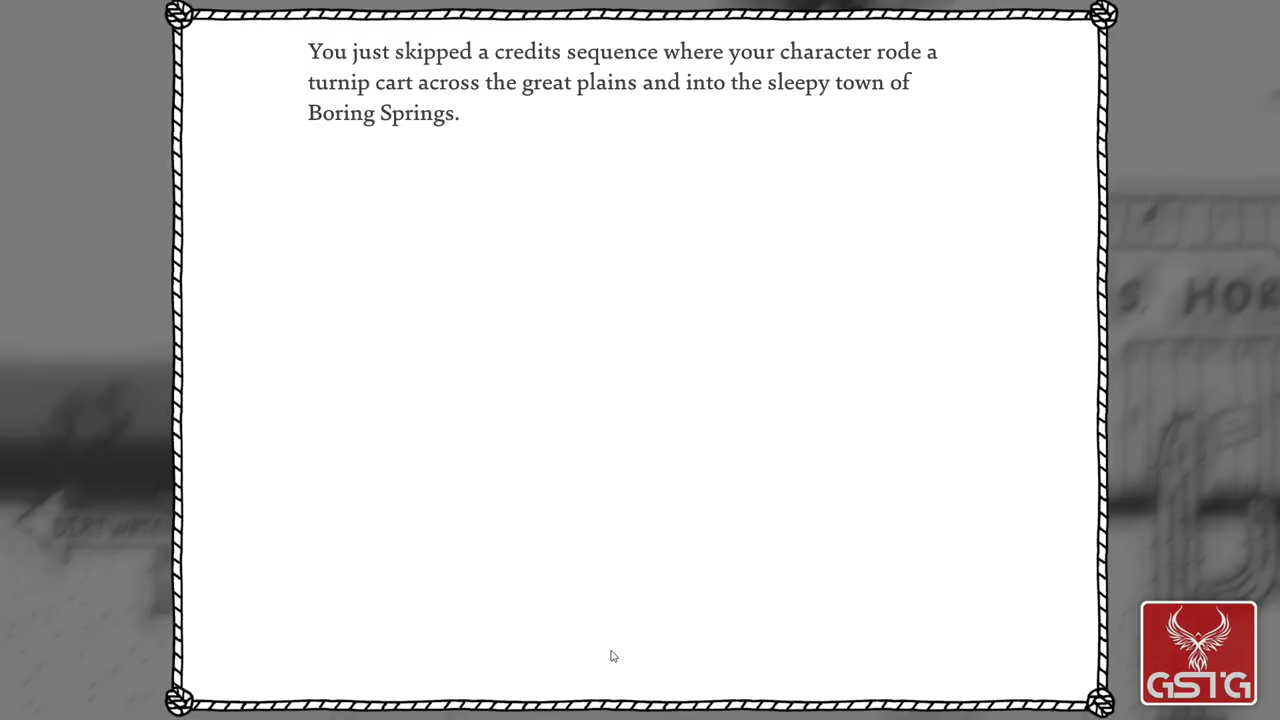 You just skipped a credits sequence where your character rode a
turnip cart across the great plains and into the sleepy town of
Boring Springs.
S. HOR
GSTG